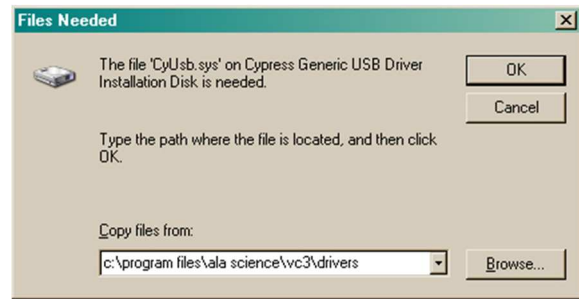 Files Needed
The file 'CyUsb.sys' on Cypress Generic USB Driver
Installation Disk is needed.
OK
Cancel
Type the path where the file is located, and then click
OK.
Copy files from:
c:\program files\ala science\vc3\drivers
Browse...